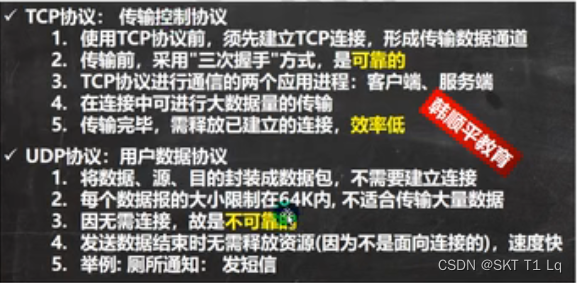 ✓ TCP协议：传输控制协议
1. 使用TCP协议前，须先建立TCP连接，形成传输数据通道
2. 传输前，采用"三次握手"方式，是可靠的
3. TCP协议进行通信的两个应用进程：客户端、服务端
4. 在连接中可进行大数据量的传输
5. 传输完毕，需释放已建立的连接，效率低
韩顺平教育
✓ UDP协议：用户数据协议
1. 将数据、源、目的封装成数据包，不需要建立连接
2. 每个数据报的大小限制在64K内, 不适合传输大量数据
3. 因无需连接，故是不可靠的
4. 发送数据结束时无需释放资源(因为不是面向连接的)，速度快
5. 举例: 厕所通知： 发短信
CSDN @SKT T1 Lq